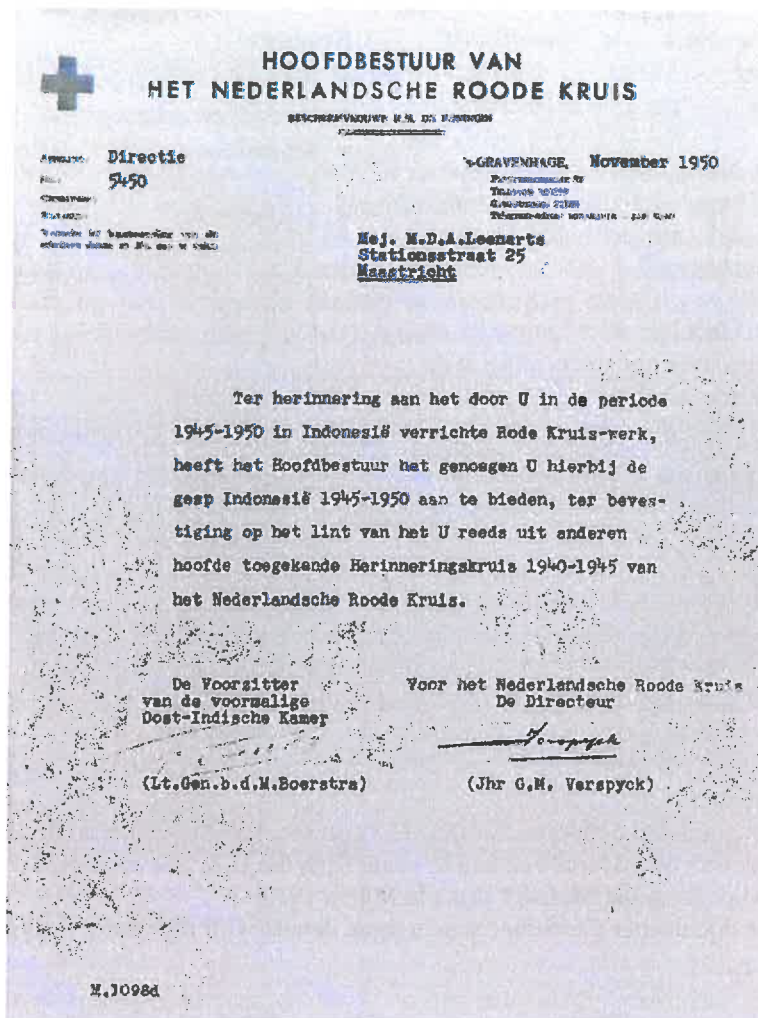 HOOFDBESTUUR VAN
HET NEDERLANDSCHE ROODE KRUIS
BESCHERMVROUWE H.M. DE KONINGIN
Directie
5450
'S-GRAVENHAGE, November 1950
Mej. M.D.A.Leenarts
Stationsstraat 25
Maastricht
Ter herinnering aan het door U in de periode
1945-1950 in Indonesië verrichte Rode Kruis-werk,
heeft het Hoofdbestuur het genoegen U hierbij de
gesp Indonesië 1945-1950 aan te bieden, ter beves-
tiging op het lint van het U reeds uit anderen
hoofde toegekende Herinneringskruis 1940-1945 van
het Nederlandsche Roode Kruis.
De Voorzitter
van de voormalige
Oost-Indische Kamer
Voor het Nederlandsche Roode Kruis
De Directeur
Verspyck
(Lt.Gen.b.d.M.Boerstra)
(Jhr G.M. Verspyck)
M.1098d